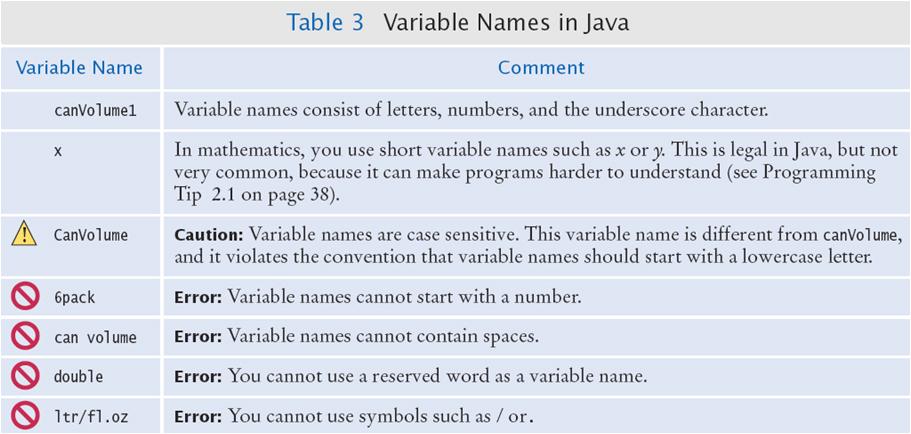 Table 3 Variable Names in Java
Variable Name Comment
canVolume1 Variable names consist of letters, numbers, and the underscore character.
x In mathematics, you use short variable names such as x or y. This is legal in Java, but not
very common, because it can make programs harder to understand (see Programming
Tip 2.1 on page 38).
CanVolume Caution: Variable names are case sensitive. This variable name is different from canVolume,
and it violates the convention that variable names should start with a lowercase letter.
6pack Error: Variable names cannot start with a number.
can volume Error: Variable names cannot contain spaces.
double Error: You cannot use a reserved word as a variable name.
ltr/fl.oz Error: You cannot use symbols such as / or.